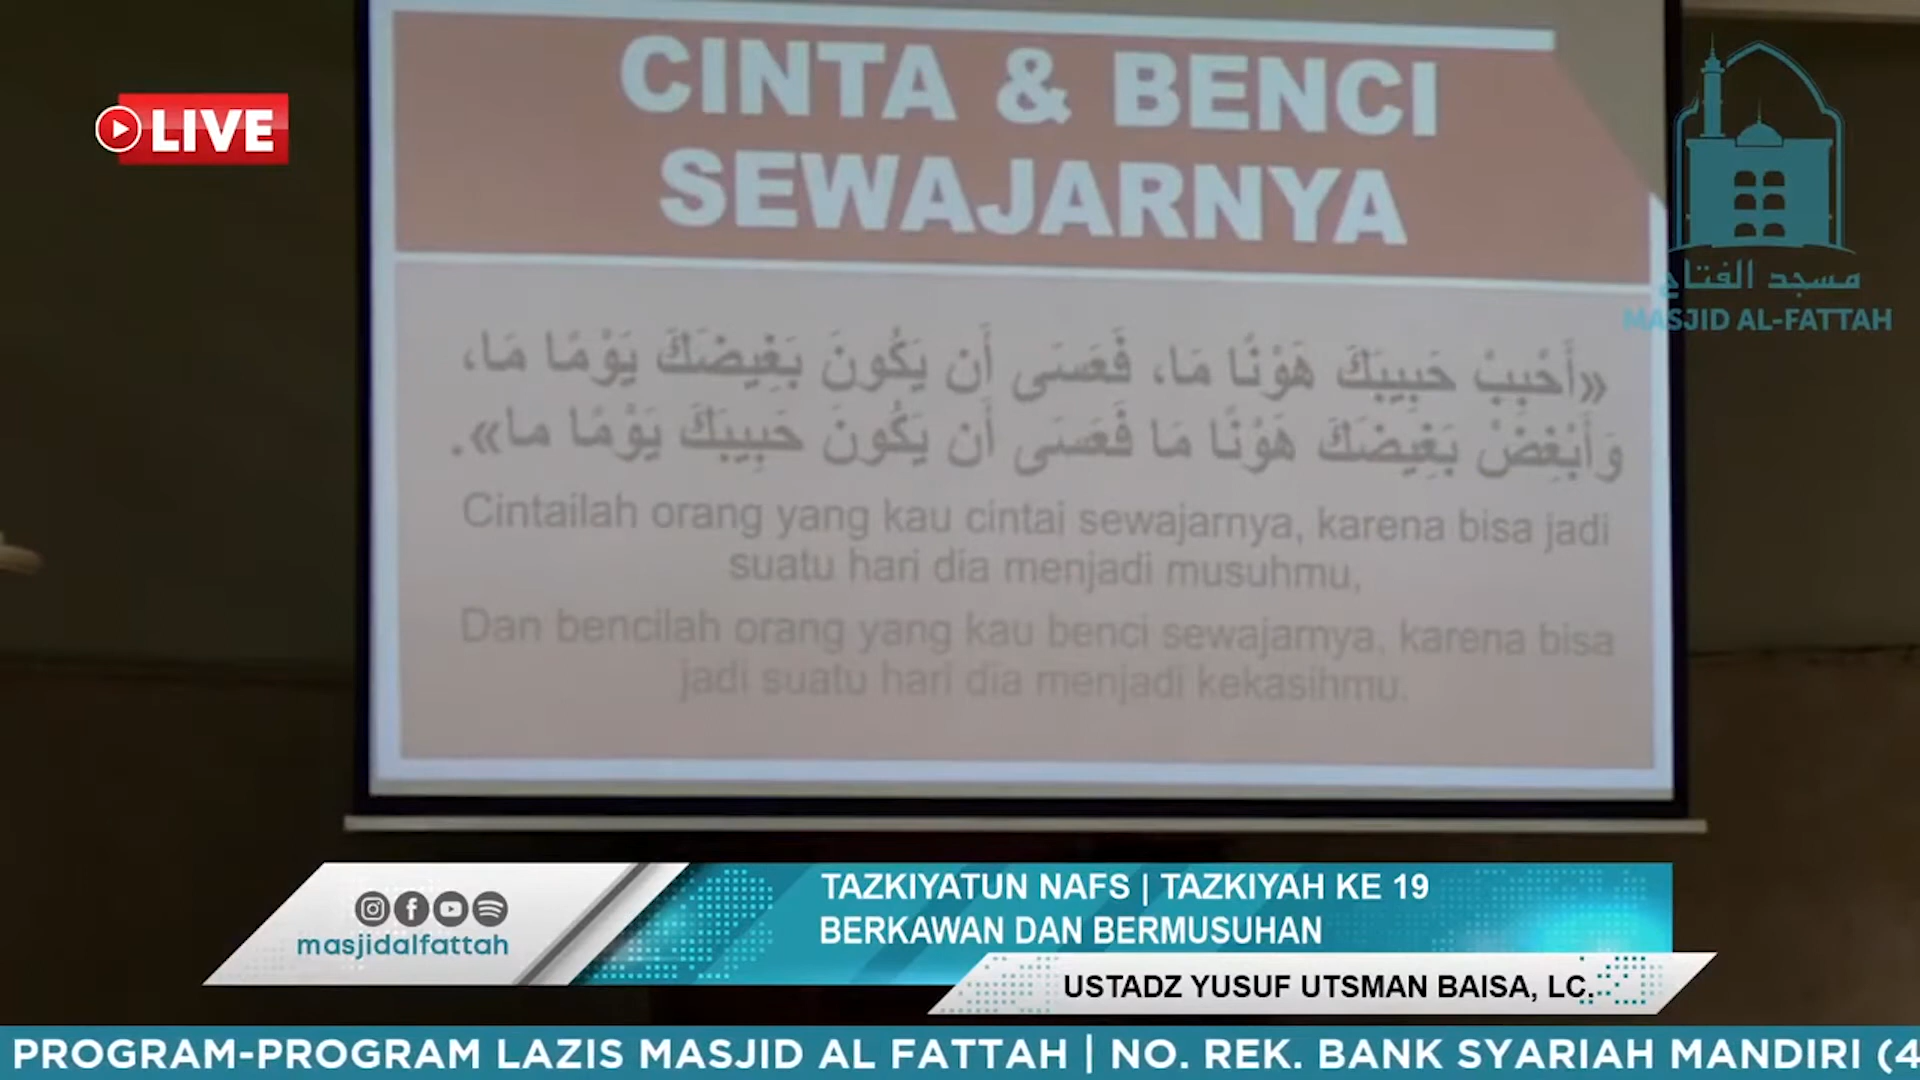 LIVE
CINTA & BENCI
SEWAJARNYA
مسجد الفتاح
MASJID AL-FATTAH
«أَحْبِبْ حَبِيبَكَ هَوْنًا مَا، فَعَسَى أَن يَكُونَ بَغِيضَكَ يَوْمًا مَا،
وَأَبْغِضْ بَغِيضَكَ هَوْنًا مَا فَعَسَى أَن يَكُونَ حَبِيبَكَ يَوْمًا ما».
Cintailah orang yang kau cintai sewajarnya, karena bisa jadi
suatu hari dia menjadi musuhmu,
Dan bencilah orang yang kau benci sewajarnya, karena bisa
jadi suatu hari dia menjadi kekasihmu.
masjidalfattah
TAZKIYATUN NAFS | TAZKIYAH KE 19
BERKAWAN DAN BERMUSUHAN
USTADZ YUSUF UTSMAN BAISA, LC.
PROGRAM-PROGRAM LAZIS MASJID AL FATTAH | NO. REK. BANK SYARIAH MANDIRI (4